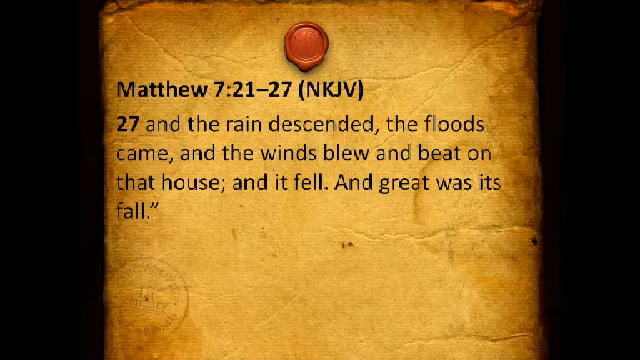 Matthew 7:21–27 (NKJV)
27 and the rain descended, the floods
came, and the winds blew and beat on
that house; and it fell. And great was its
fall.”